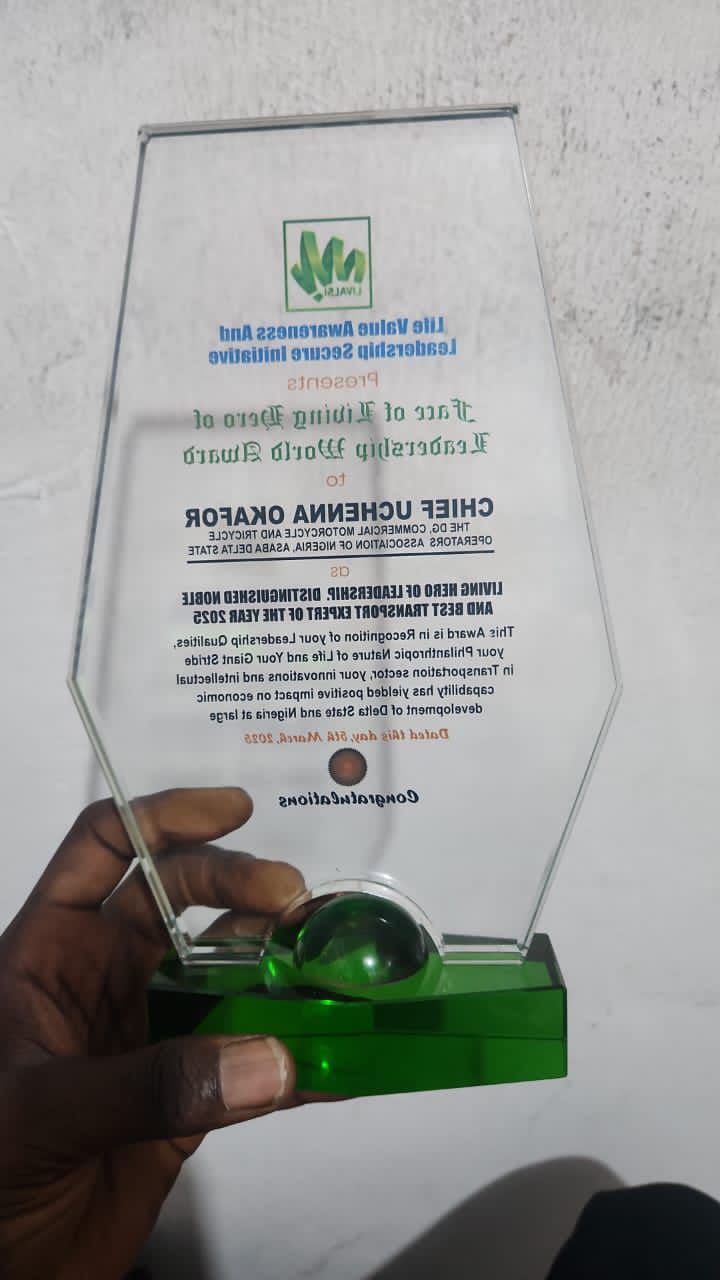 LIVALSI
Life Value Awareness And
Leadership Secure Initiative
Presents
Face of Living Hero of
Leadership World Award
to
CHIEF UCHENNA OKAFOR
THE DG, COMMERCIAL MOTORCYCLE AND TRICYCLE
OPERATORS ASSOCIATION OF NIGERIA, ASABA DELTA STATE
as
LIVING HERO OF LEADERSHIP, DISTINGUISHED NOBLE
AND BEST TRANSPORT EXPERT OF THE YEAR 2025
This Award is in Recognition of your Leadership Qualities,
your Philanthropic Nature of Life and Your Giant Stride
in Transportation sector, your innovations and intellectual
capability has yielded positive impact on economic
development of Delta State and Nigeria at large
Dated this day, 5th March, 2025
Congratulations